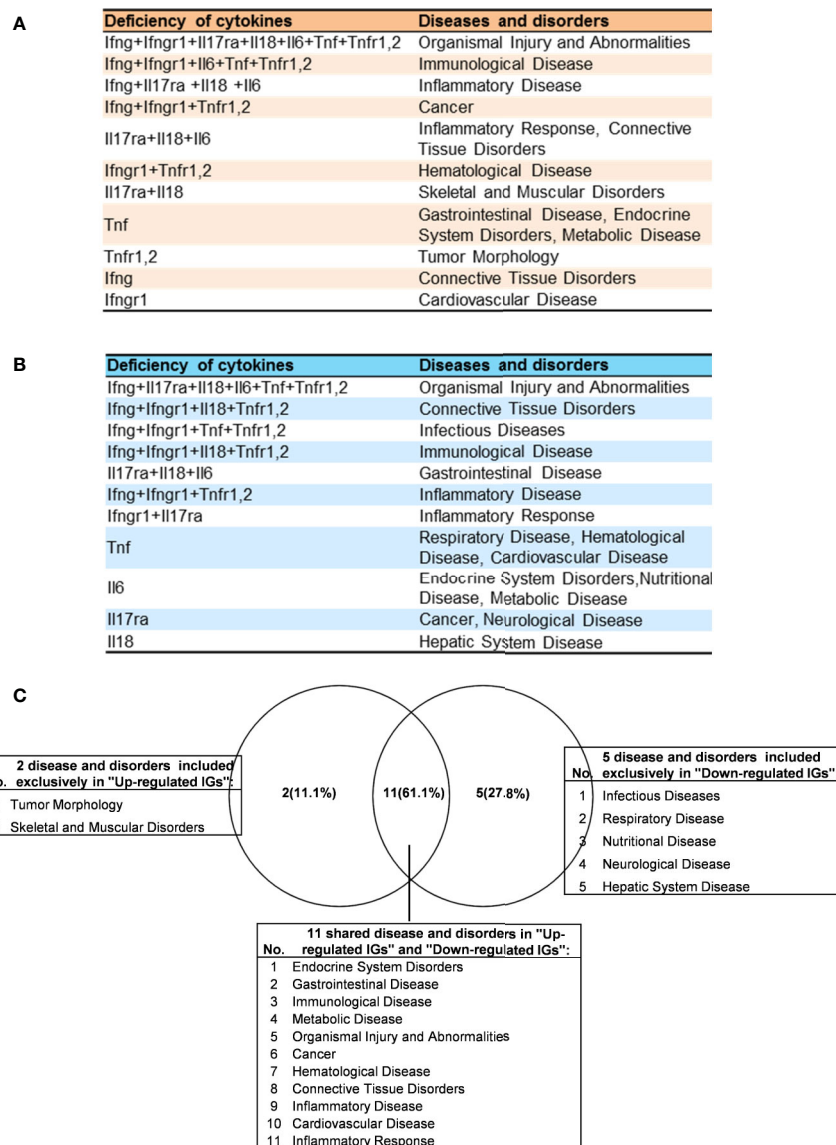 A
Deficiency of cytokines Diseases and disorders
Ifng+Ifngr1+Il17ra+Il18+Il6+Tnf+Tnfr1,2 Organismal Injury and Abnormalities
Ifng+Ifngr1+Il6+Tnf+Tnfr1,2 Immunological Disease
Ifng+Il17ra +Il18 +Il6 Inflammatory Disease
Ifng+Ifngr1+Tnfr1,2 Cancer
Il17ra+Il18+Il6 Inflammatory Response, Connective
Tissue Disorders
Ifngr1+Tnfr1,2 Hematological Disease
Il17ra+Il18 Skeletal and Muscular Disorders
Tnf Gastrointestinal Disease, Endocrine
System Disorders, Metabolic Disease
Tnfr1,2 Tumor Morphology
Ifng Connective Tissue Disorders
Ifngr1 Cardiovascular Disease
B
Deficiency of cytokines Diseases and disorders
Ifng+Il17ra+Il18+Il6+Tnf+Tnfr1,2 Organismal Injury and Abnormalities
Ifng+Ifngr1+Il18+Tnfr1,2 Connective Tissue Disorders
Ifng+Ifngr1+Tnf+Tnfr1,2 Infectious Diseases
Ifng+Ifngr1+Il18+Tnfr1,2 Immunological Disease
Il17ra+Il18+Il6 Gastrointestinal Disease
Ifng+Ifngr1+Tnfr1,2 Inflammatory Disease
Ifngr1+Il17ra Inflammatory Response
Tnf Respiratory Disease, Hematological
Disease, Cardiovascular Disease
Il6 Endocrine System Disorders,Nutritional
Disease, Metabolic Disease
Il17ra Cancer, Neurological Disease
Il18 Hepatic System Disease
C
2 disease and disorders included
exclusively in "Up-regulated IGs":
Tumor Morphology
Skeletal and Muscular Disorders
2(11.1%) 11(61.1%) 5(27.8%)
5 disease and disorders included
No. exclusively in "Down-regulated IGs"
1 Infectious Diseases
2 Respiratory Disease
3 Nutritional Disease
4 Neurological Disease
5 Hepatic System Disease
11 shared disease and disorders in "Up-
No. regulated IGs" and "Down-regulated IGs":
1 Endocrine System Disorders
2 Gastrointestinal Disease
3 Immunological Disease
4 Metabolic Disease
5 Organismal Injury and Abnormalities
6 Cancer
7 Hematological Disease
8 Connective Tissue Disorders
9 Inflammatory Disease
10 Cardiovascular Disease
11 Inflammatory Response